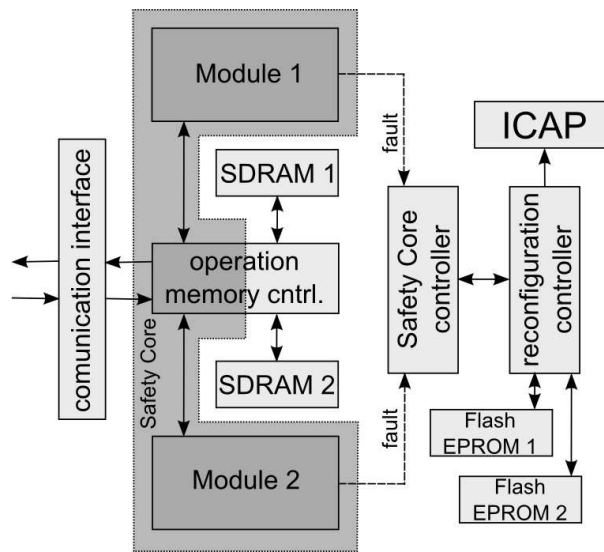 Module 1
ICAP
fault
SDRAM 1
comunication interface
operation
memory cntrl.
Safety Core
Safety Core
controller
reconfiguration
controller
SDRAM 2
fault
Flash
EPROM 1
Module 2
Flash
EPROM 2